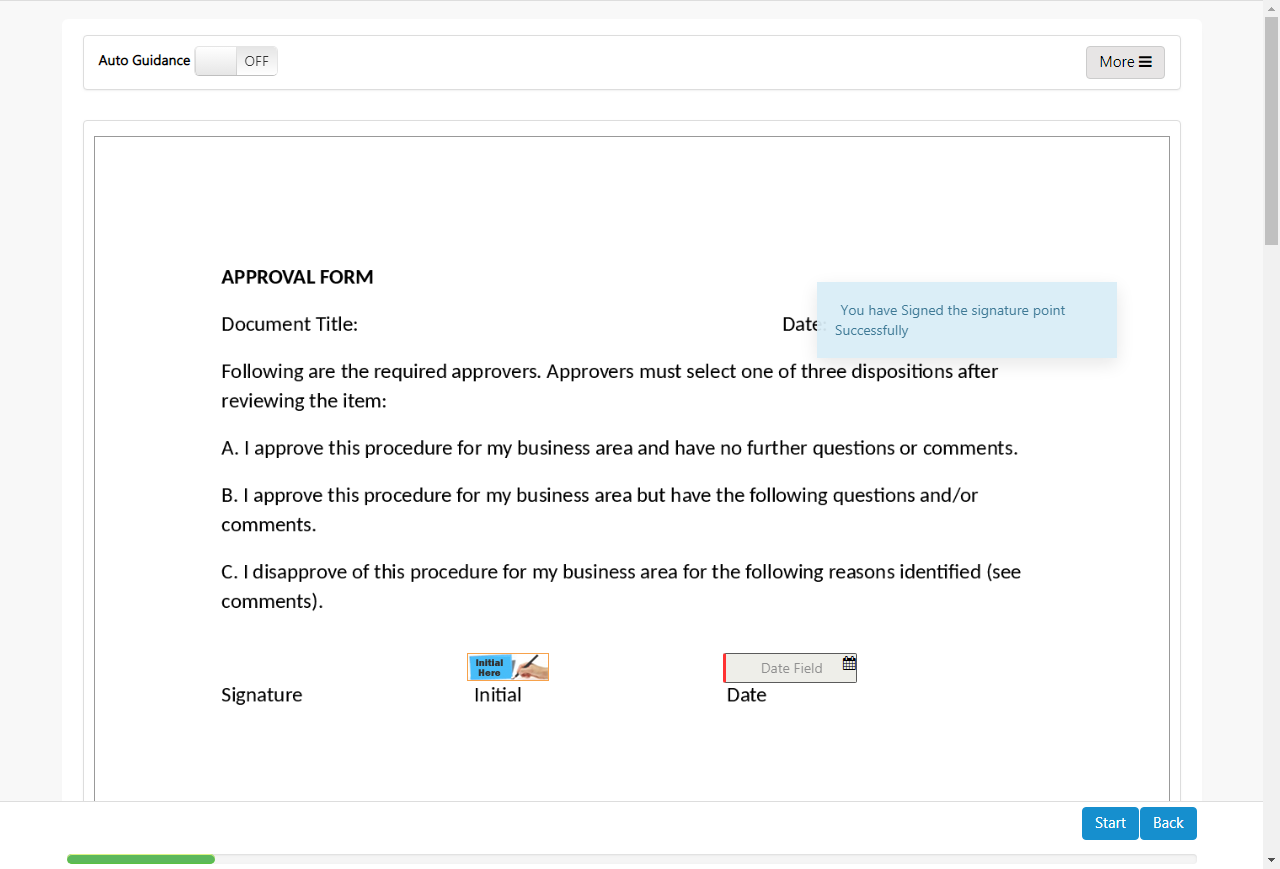 Auto Guidance OFF More
APPROVAL FORM
Document Title: Date:
You have Signed the signature point
Successfully
Following are the required approvers. Approvers must select one of three dispositions after
reviewing the item:
A. I approve this procedure for my business area and have no further questions or comments.
B. I approve this procedure for my business area but have the following questions and/or
comments.
C. I disapprove of this procedure for my business area for the following reasons identified (see
comments).
Initial
Here
Date Field
Signature Initial Date
Start Back